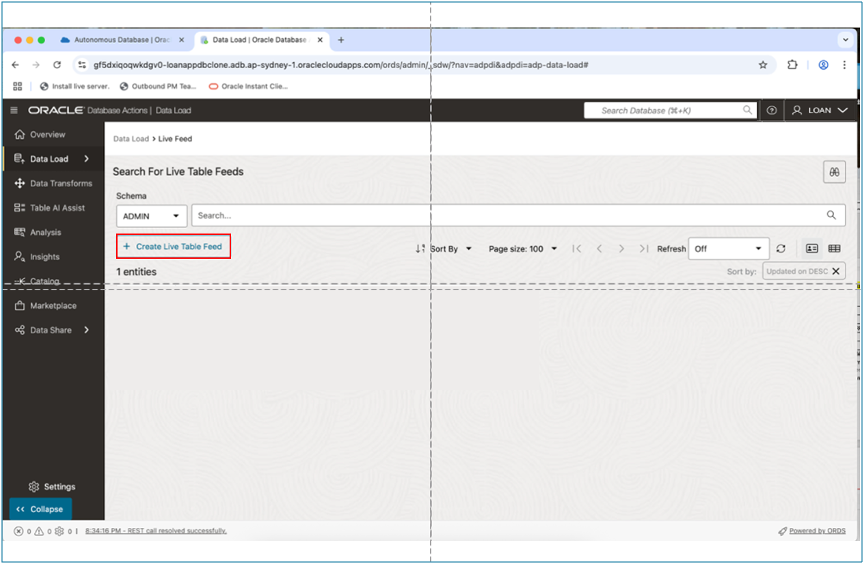 Autonomous Database | Orac
Data Load | Oracle Database
gf5dxiqoqwkdgv0-loanappdbclone.adb.ap-sydney-1.oraclecloudapps.com/ords/admin/_sdw/?nav=adpdi&adpdi=adp-data-load#
Install live server.
Outbound PM Tea...
Oracle Instant Clie...
ORACLE Database Actions | Data Load
Search Database (⌘+K)
LOAN
Overview
Data Load
Data Transforms
Table AI Assist
Analysis
Insights
Catalog
Marketplace
Data Share
Settings
Collapse
Data Load > Live Feed
Search For Live Table Feeds
Schema
ADMIN
Search...
+ Create Live Table Feed
Sort By
Page size: 100
Refresh
Off
1 entities
Sort by:
Updated on DESC
0 0 0 | 8:34:16 PM - REST call resolved successfully.
Powered by ORDS